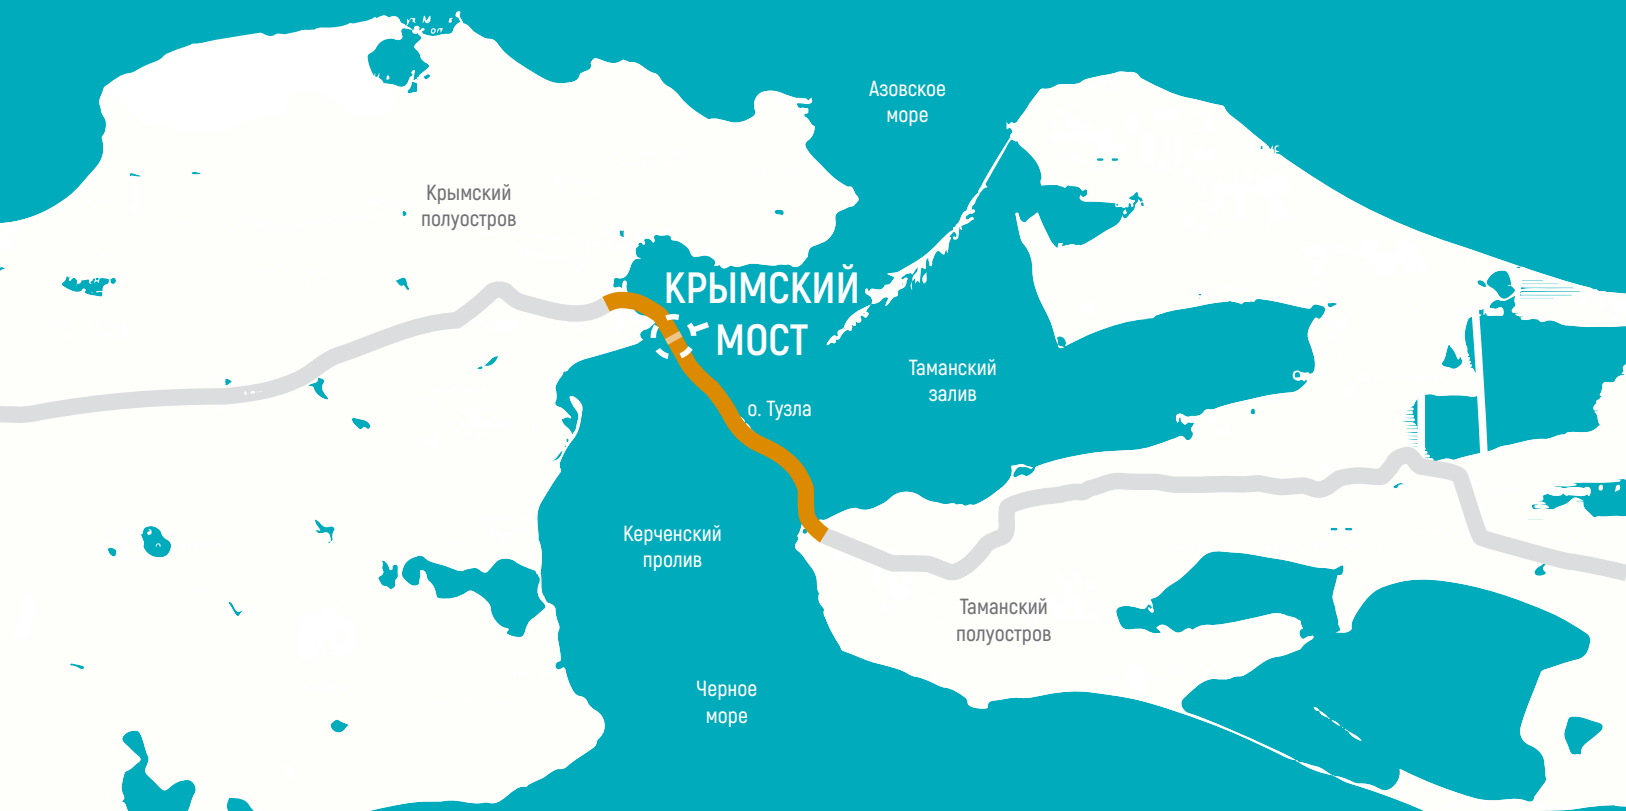 Азовское
море
Крымский
полуостров
КРЫМСКИЙ
МОСТ
Таманский
залив
о. Тузла
Керченский
пролив
Таманский
полуостров
Черное
море